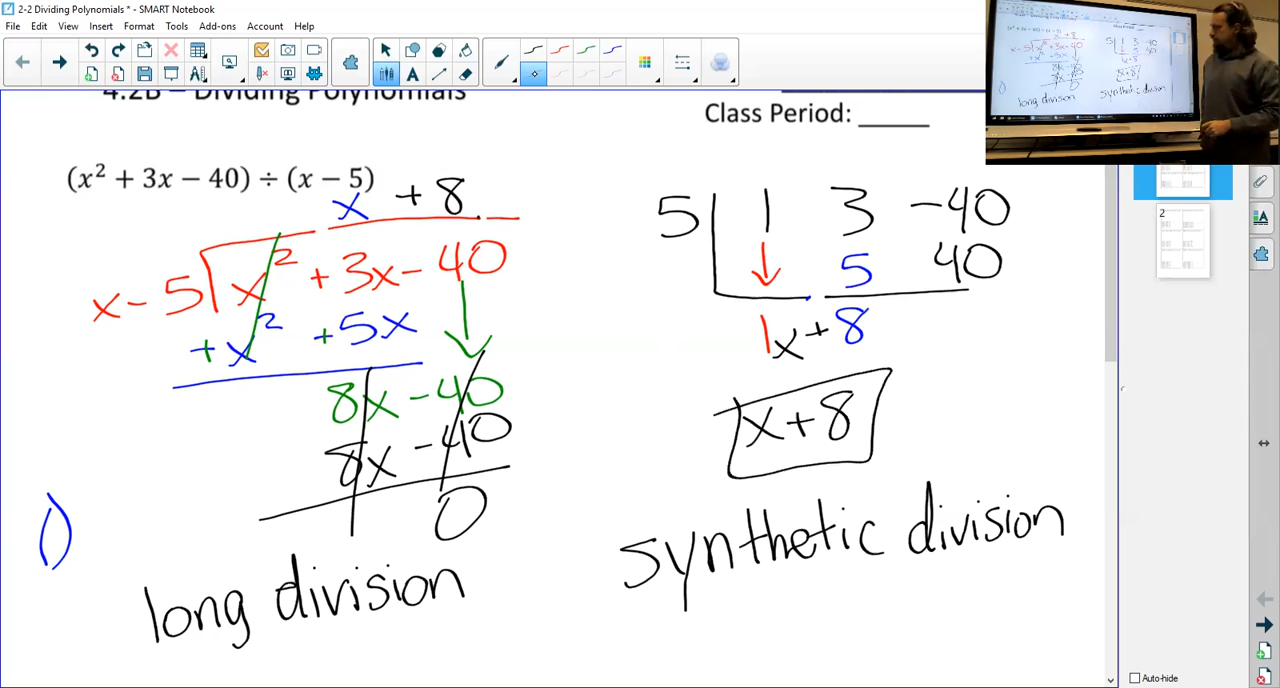 2-2 Dividing Polynomials * - SMART Notebook
File Edit View Insert Format Tools Add-ons Account Help
4.2B – Dividing Polynomials
Class Period: _____
(x² + 3x − 40) ÷ (x − 5)
x + 8
x - 5 x² + 3x - 40
+ x² + 5x
8x - 40
8x - 40
0
1)
long division
5 1 3 -40
5 40
1x + 8
x + 8
synthetic division
2
Auto-hide